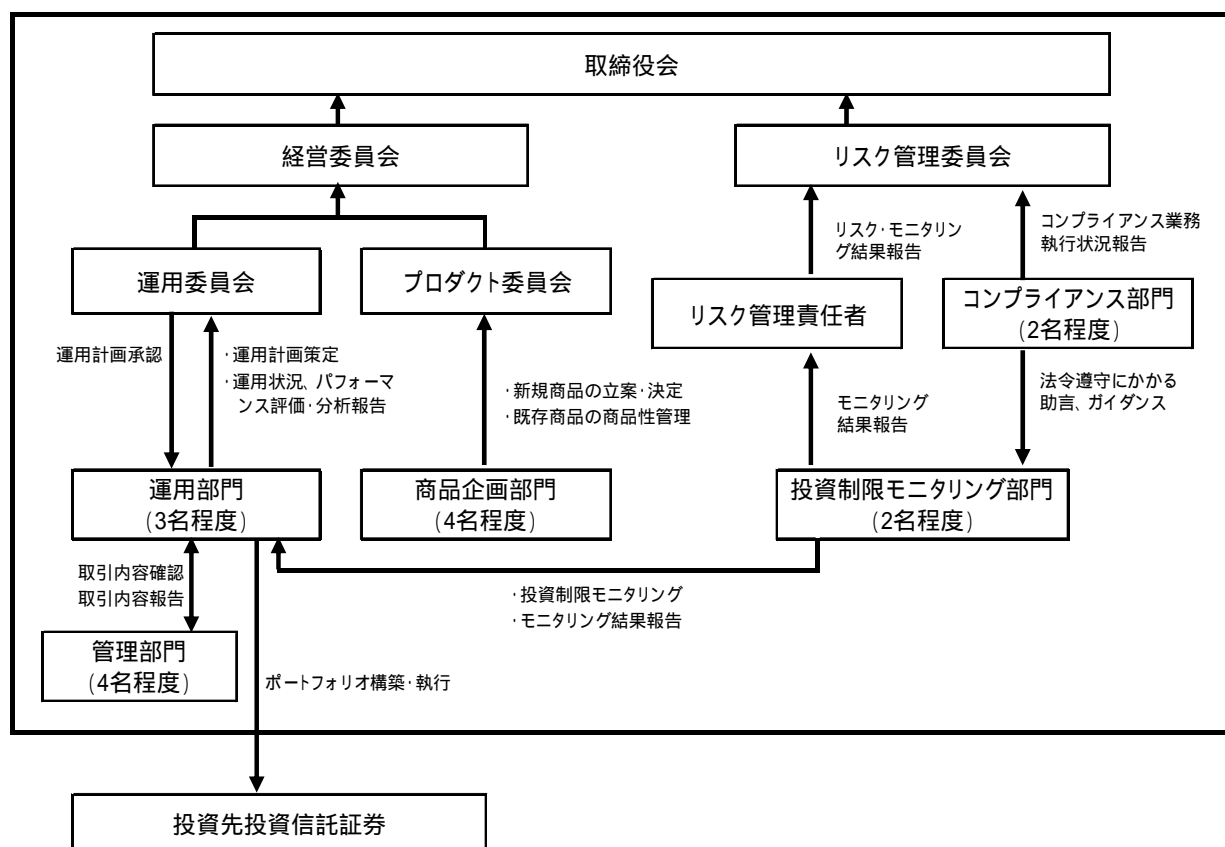 取締役会
経営委員会
リスク管理委員会
リスク・モニタリン
グ結果報告
コンプライアンス業務
執行状況報告
運用委員会
プロダクト委員会
リスク管理責任者
コンプライアンス部門
(2名程度)
運用計画承認
・運用計画策定
・運用状況、パフォーマ
ンス評価・分析報告
・新規商品の立案・決定
・既存商品の商品性管理
モニタリング
結果報告
法令遵守にかかる
助言、ガイダンス
運用部門
(3名程度)
商品企画部門
(4名程度)
投資制限モニタリング部門
(2名程度)
取引内容確認
取引内容報告
・投資制限モニタリング
・モニタリング結果報告
管理部門
(4名程度)
ポートフォリオ構築・執行
投資先投資信託証券